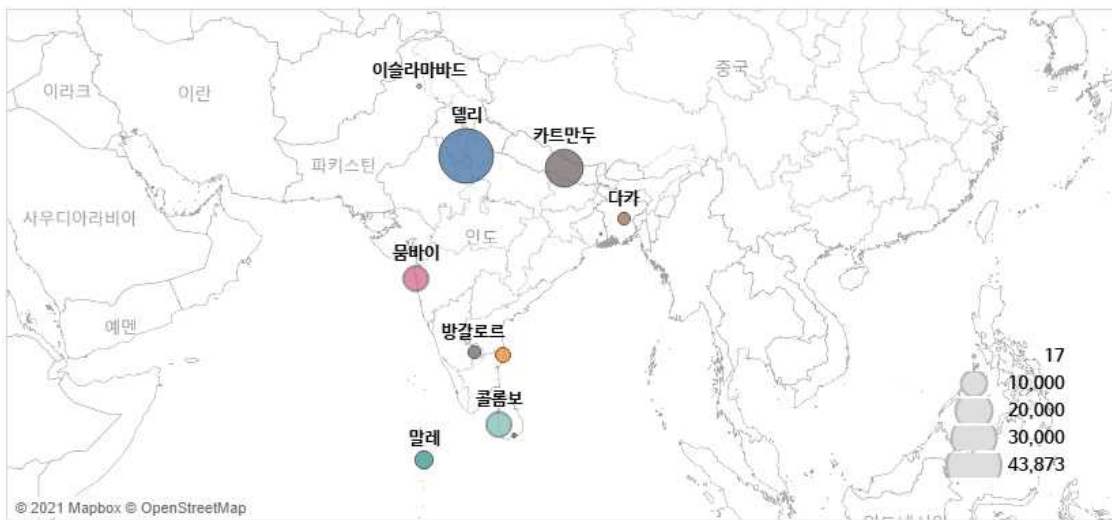 이슬라마바드
중국
이라크
이란
델리
카트만두
파키스탄
다카
사우디아라비아
인도
뭄바이
예멘
방갈로르
17
10,000
콜롬보
20,000
말레
30,000
43,873
© 2021 Mapbox © OpenStreetMap